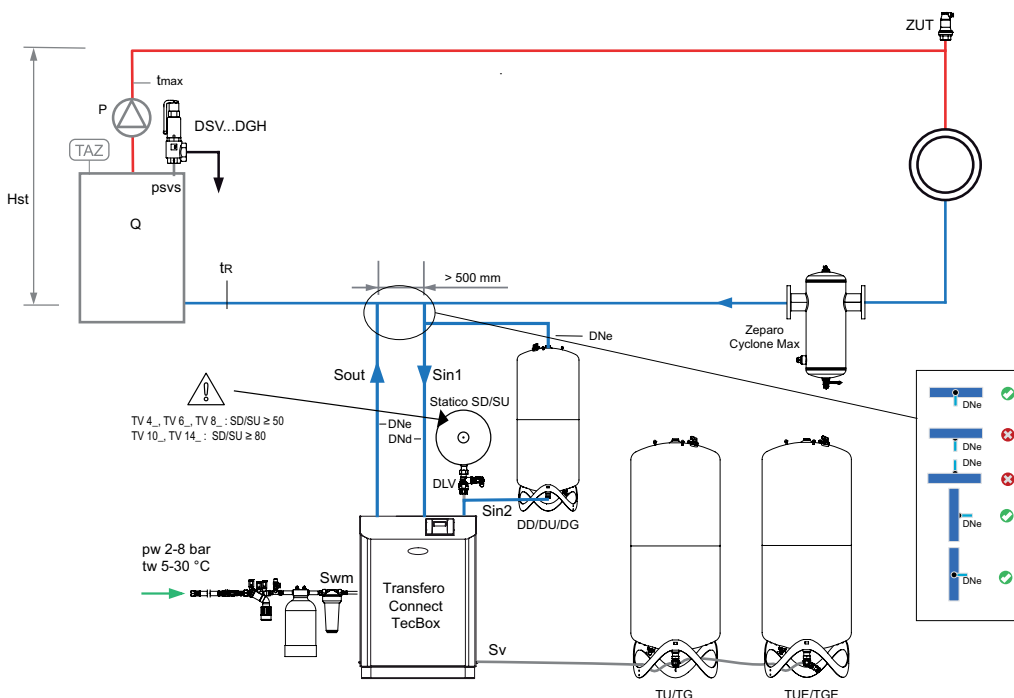 ZUT
tmax
P
DSV...DGH
TAZ
psvs
Hst
Q
tR
> 500 mm
DNe
Zeparo
Cyclone Max
Sout
Sin1
Statico SD/SU
TV 4_, TV 6_, TV 8_ : SD/SU ≥ 50
TV 10_, TV 14_ : SD/SU ≥ 80
DNe
DNd
DLV
Sin2
DD/DU/DG
DNe
DNe
DNe
DNe
DNe
pw 2-8 bar
tw 5-30 °C
Swm
Transfero
Connect
TecBox
Sv
TU/TG
TUE/TGE